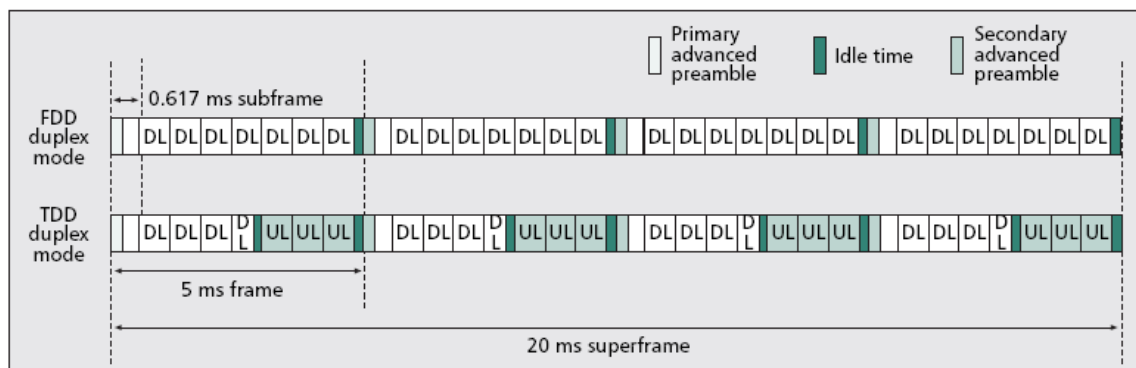 Primary advanced preamble
Idle time
Secondary advanced preamble
0.617 ms subframe
FDD duplex mode
DL DL DL DL DL DL DL DL DL DL DL DL DL DL DL DL DL DL DL DL DL DL DL DL DL DL DL DL
TDD duplex mode
DL DL DL DL UL UL UL DL DL DL DL UL UL UL DL DL DL DL UL UL UL DL DL DL DL UL UL UL
5 ms frame
20 ms superframe